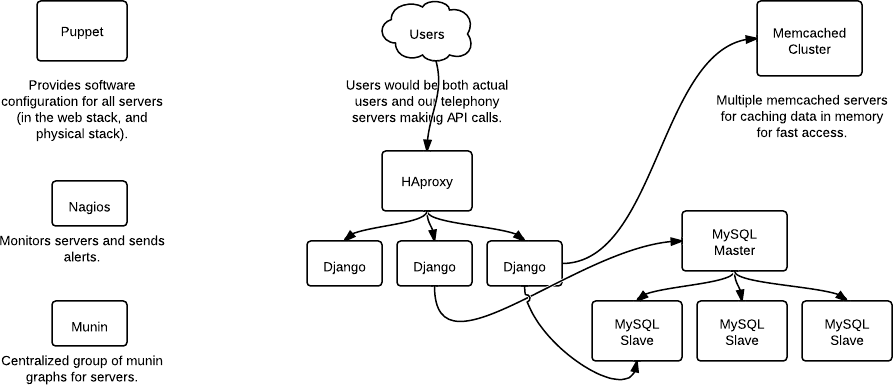 Puppet
Provides software
configuration for all servers
(in the web stack, and
physical stack).
Nagios
Monitors servers and sends
alerts.
Munin
Centralized group of munin
graphs for servers.
Users
Users would be both actual
users and our telephony
servers making API calls.
HAproxy
Django
Django
Django
Memcached
Cluster
Multiple memcached servers
for caching data in memory
for fast access.
MySQL
Master
MySQL
Slave
MySQL
Slave
MySQL
Slave